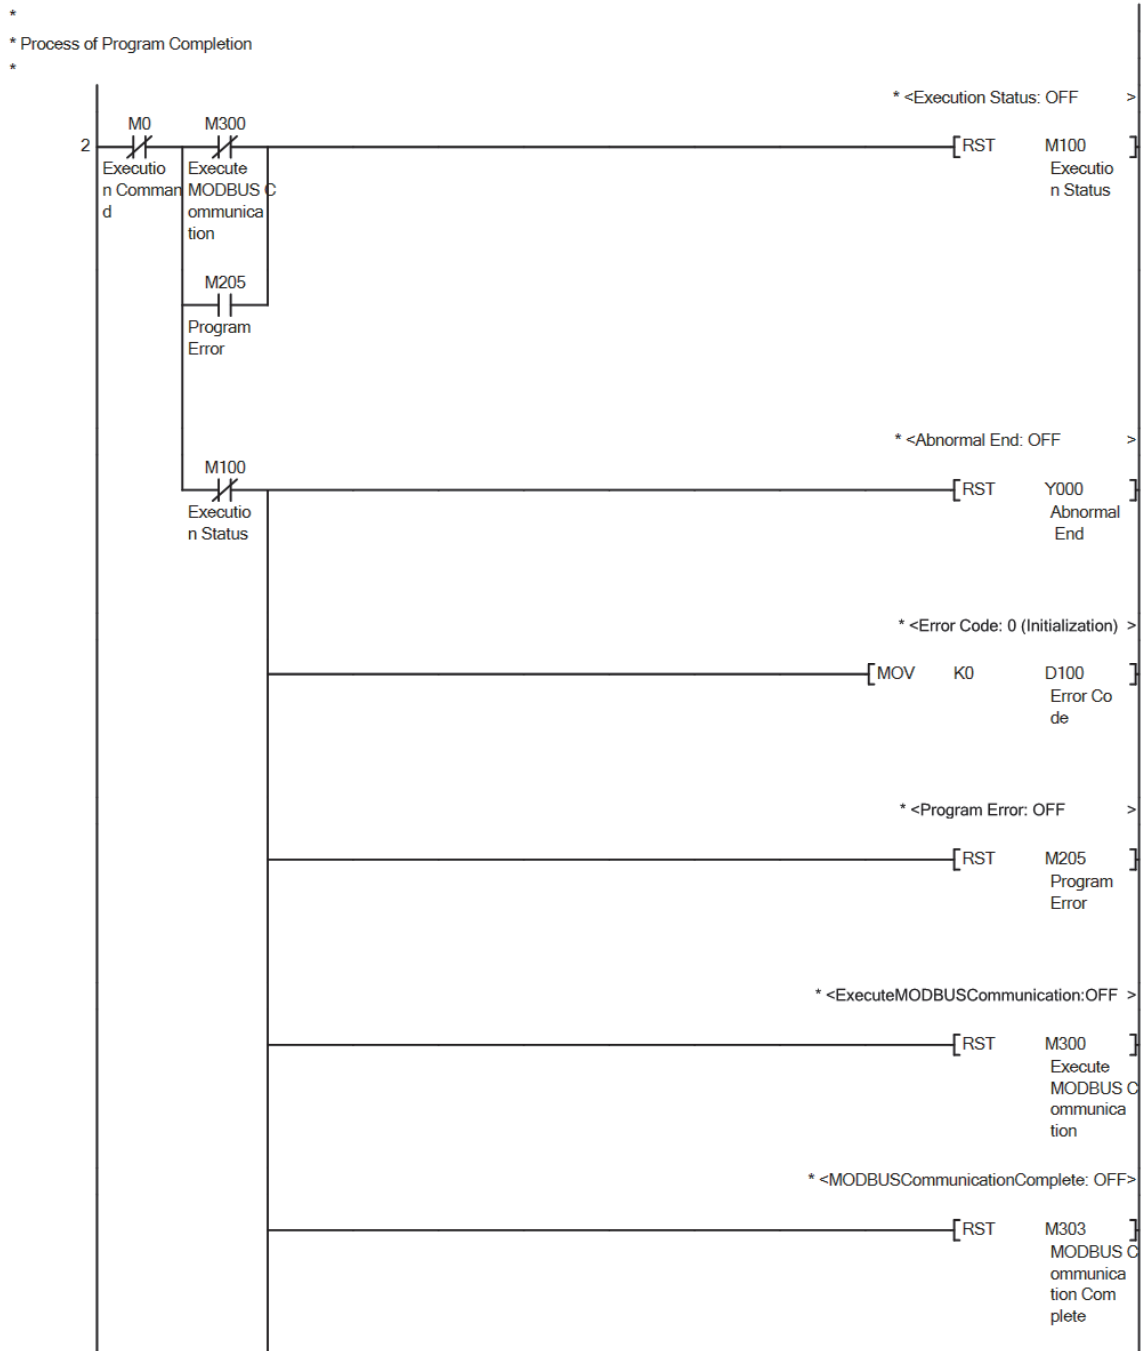 *
* Process of Program Completion
*
* <Execution Status: OFF >
M0 M300
2 [RST M100 ]
Executio Execute Executio
n Comman MODBUS C n Status
d ommunica
tion
M205
Program
Error
* <Abnormal End: OFF >
M100
[RST Y000 ]
Executio Abnormal
n Status End
* <Error Code: 0 (Initialization) >
[MOV K0 D100 ]
Error Co
de
* <Program Error: OFF >
[RST M205 ]
Program
Error
* <ExecuteMODBUSCommunication:OFF >
[RST M300 ]
Execute
MODBUS C
ommunica
tion
* <MODBUSCommunicationComplete: OFF>
[RST M303 ]
MODBUS C
ommunica
tion Com
plete